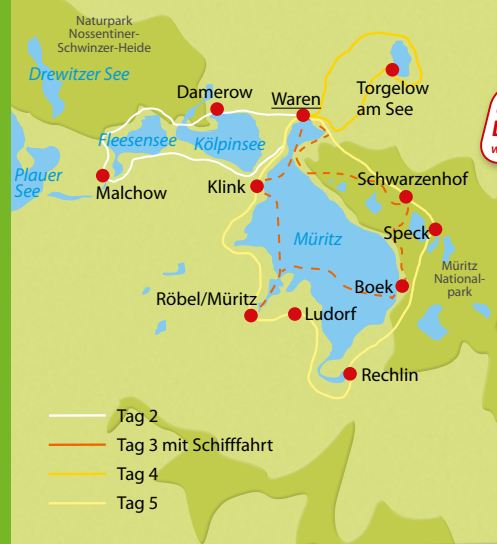 Naturpark
Nossentiner-
Schwinzer-Heide
Drewitzer See
Damerow
Waren
Torgelow
am See
Fleesensee
Kölpinsee
Plauer
See
Malchow
Klink
Schwarzenhof
Speck
Müritz
Müritz
National-
park
Boek
Röbel/Müritz
Ludorf
Rechlin
Tag 2
Tag 3 mit Schifffahrt
Tag 4
Tag 5